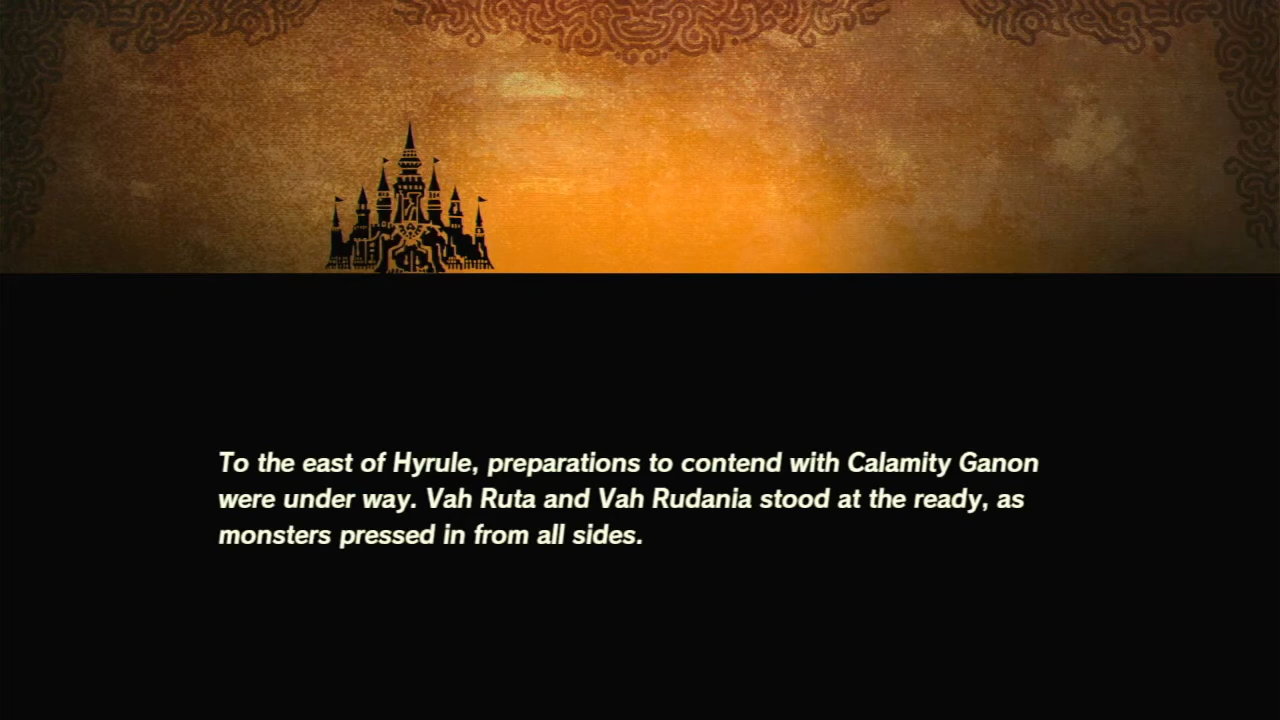 To the east of Hyrule, preparations to contend with Calamity Ganon
were under way. Vah Ruta and Vah Rudania stood at the ready, as
monsters pressed in from all sides.